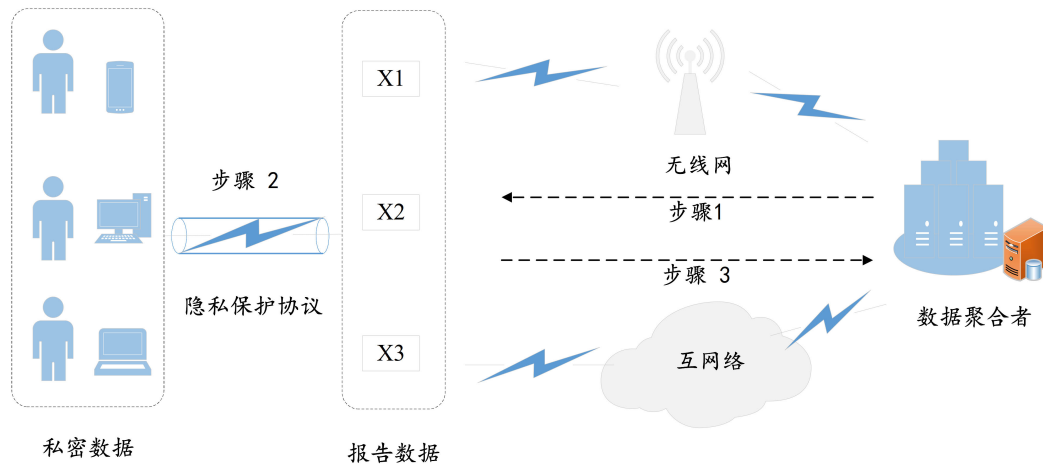 X1
无线网
步骤 2
X2
步骤1
步骤 3
隐私保护协议
数据聚合者
X3
互网络
私密数据
报告数据